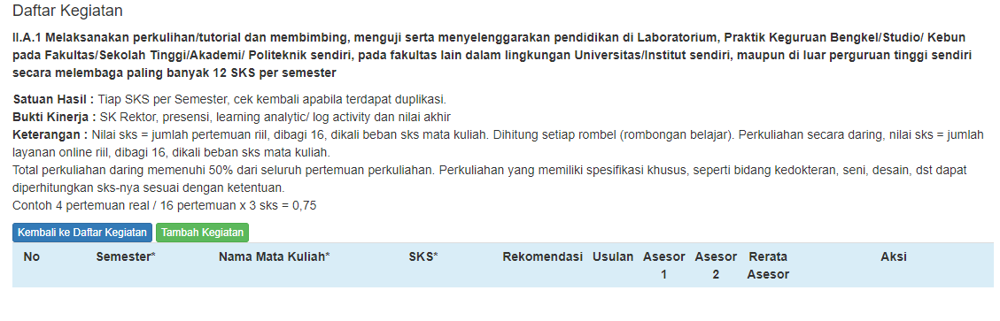 Daftar Kegiatan
II.A.1 Melaksanakan perkulihan/tutorial dan membimbing, menguji serta menyelenggarakan pendidikan di Laboratorium, Praktik Keguruan Bengkel/Studio/ Kebun
pada Fakultas/Sekolah Tinggi/Akademi/ Politeknik sendiri, pada fakultas lain dalam lingkungan Universitas/Institut sendiri, maupun di luar perguruan tinggi sendiri
secara melembaga paling banyak 12 SKS per semester
Satuan Hasil : Tiap SKS per Semester, cek kembali apabila terdapat duplikasi.
Bukti Kinerja : SK Rektor, presensi, learning analytic/ log activity dan nilai akhir
Keterangan : Nilai sks = jumlah pertemuan riil, dibagi 16, dikali beban sks mata kuliah. Dihitung setiap rombel (rombongan belajar). Perkuliahan secara daring, nilai sks = jumlah
layanan online riil, dibagi 16, dikali beban sks mata kuliah.
Total perkuliahan daring memenuhi 50% dari seluruh pertemuan perkuliahan. Perkuliahan yang memiliki spesifikasi khusus, seperti bidang kedokteran, seni, desain, dst dapat
diperhitungkan sks-nya sesuai dengan ketentuan.
Contoh 4 pertemuan real / 16 pertemuan x 3 sks = 0,75
Kembali ke Daftar Kegiatan Tambah Kegiatan
No Semester* Nama Mata Kuliah* SKS* Rekomendasi Usulan Asesor 1 Asesor 2 Rerata Asesor Aksi